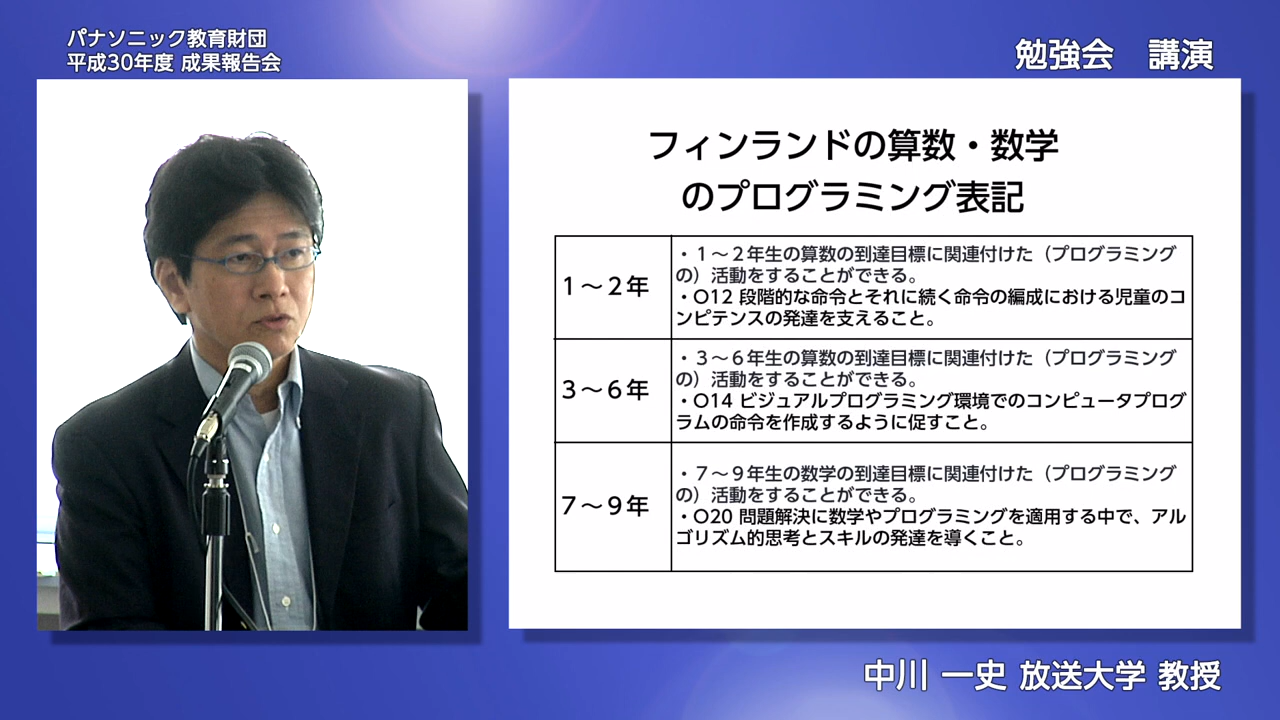 パナソニック教育財団
平成30年度 成果報告会
勉強会　講演
フィンランドの算数・数学
のプログラミング表記
1～2年
・1～2年生の算数の到達目標に関連付けた（プログラミング
の）活動をすることができる。
・O12 段階的な命令とそれに続く命令の編成における児童のコ
ンピテンスの発達を支えること。
3～6年
・3～6年生の算数の到達目標に関連付けた（プログラミング
の）活動をすることができる。
・O14 ビジュアルプログラミング環境でのコンピュータプログ
ラムの命令を作成するように促すこと。
7～9年
・7～9年生の数学の到達目標に関連付けた（プログラミング
の）活動をすることができる。
・O20 問題解決に数学やプログラミングを適用する中で、アル
ゴリズム的思考とスキルの発達を導くこと。
中川 一史 放送大学 教授